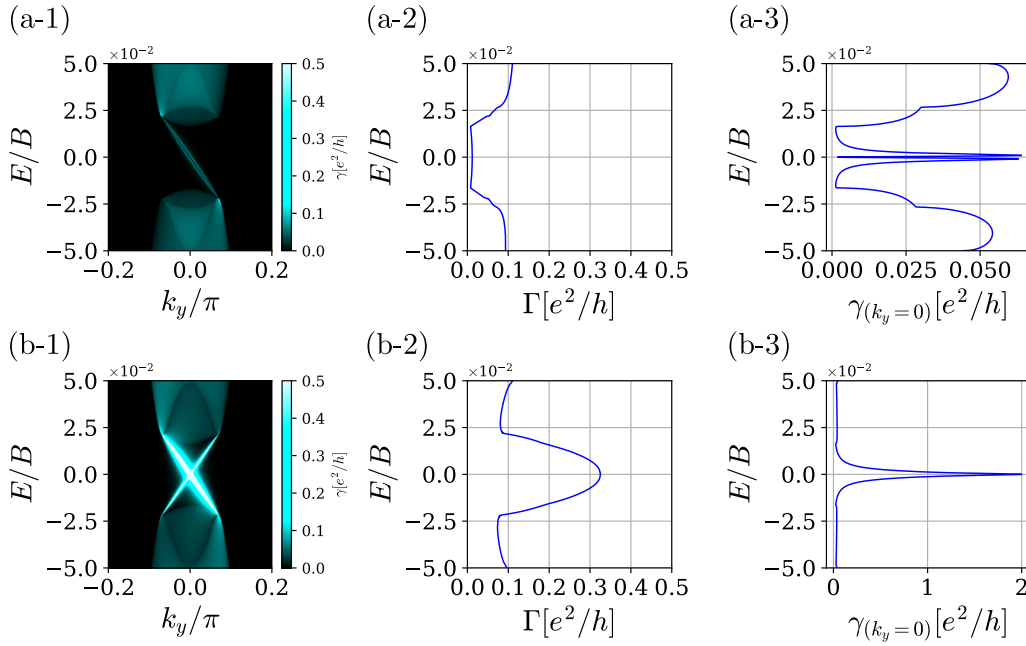 (a-1)
(a-2)
(a-3)
×10⁻²
×10⁻²
×10⁻²
E/B
5.0
2.5
0.0
−2.5
−5.0
−0.2 0.0 0.2
k_y/π
0.5
0.4
0.3
0.2
0.1
0.0
γ[e²/h]
E/B
5.0
2.5
0.0
−2.5
−5.0
0.0 0.1 0.2 0.3 0.4 0.5
Γ[e²/h]
E/B
5.0
2.5
0.0
−2.5
−5.0
0.000 0.025 0.050
γ_(k_y=0)[e²/h]
(b-1)
(b-2)
(b-3)
×10⁻²
×10⁻²
×10⁻²
E/B
5.0
2.5
0.0
−2.5
−5.0
−0.2 0.0 0.2
k_y/π
0.5
0.4
0.3
0.2
0.1
0.0
γ[e²/h]
E/B
5.0
2.5
0.0
−2.5
−5.0
0.0 0.1 0.2 0.3 0.4 0.5
Γ[e²/h]
E/B
5.0
2.5
0.0
−2.5
−5.0
0 1 2
γ_(k_y=0)[e²/h]